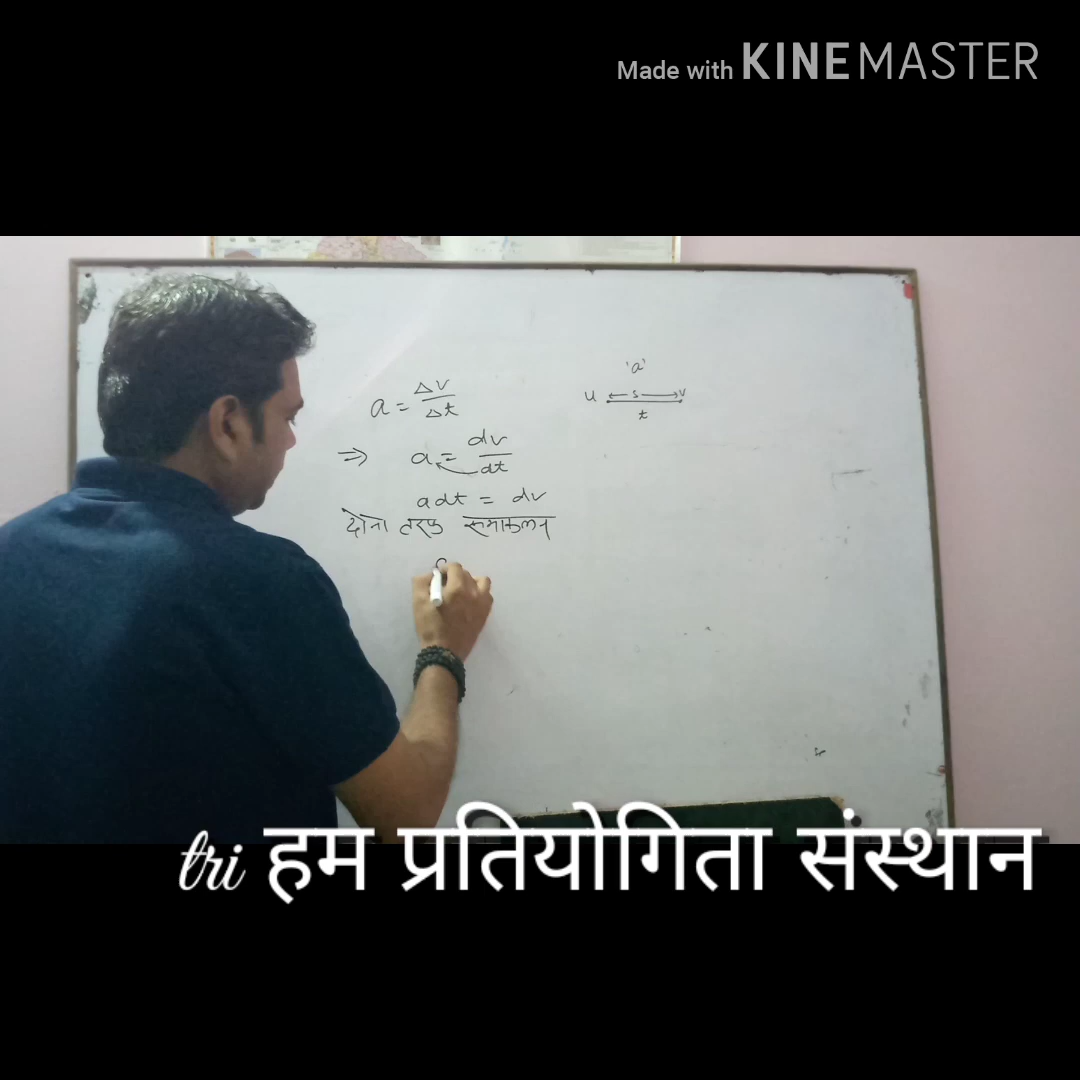 Made with KINEMASTER
a = Δv/Δt
⇒ a = dv/dt
adt = dv
दोनो तरफ समाकलन
'a'
u s v
t
tri हम प्रतियोगिता संस्थान